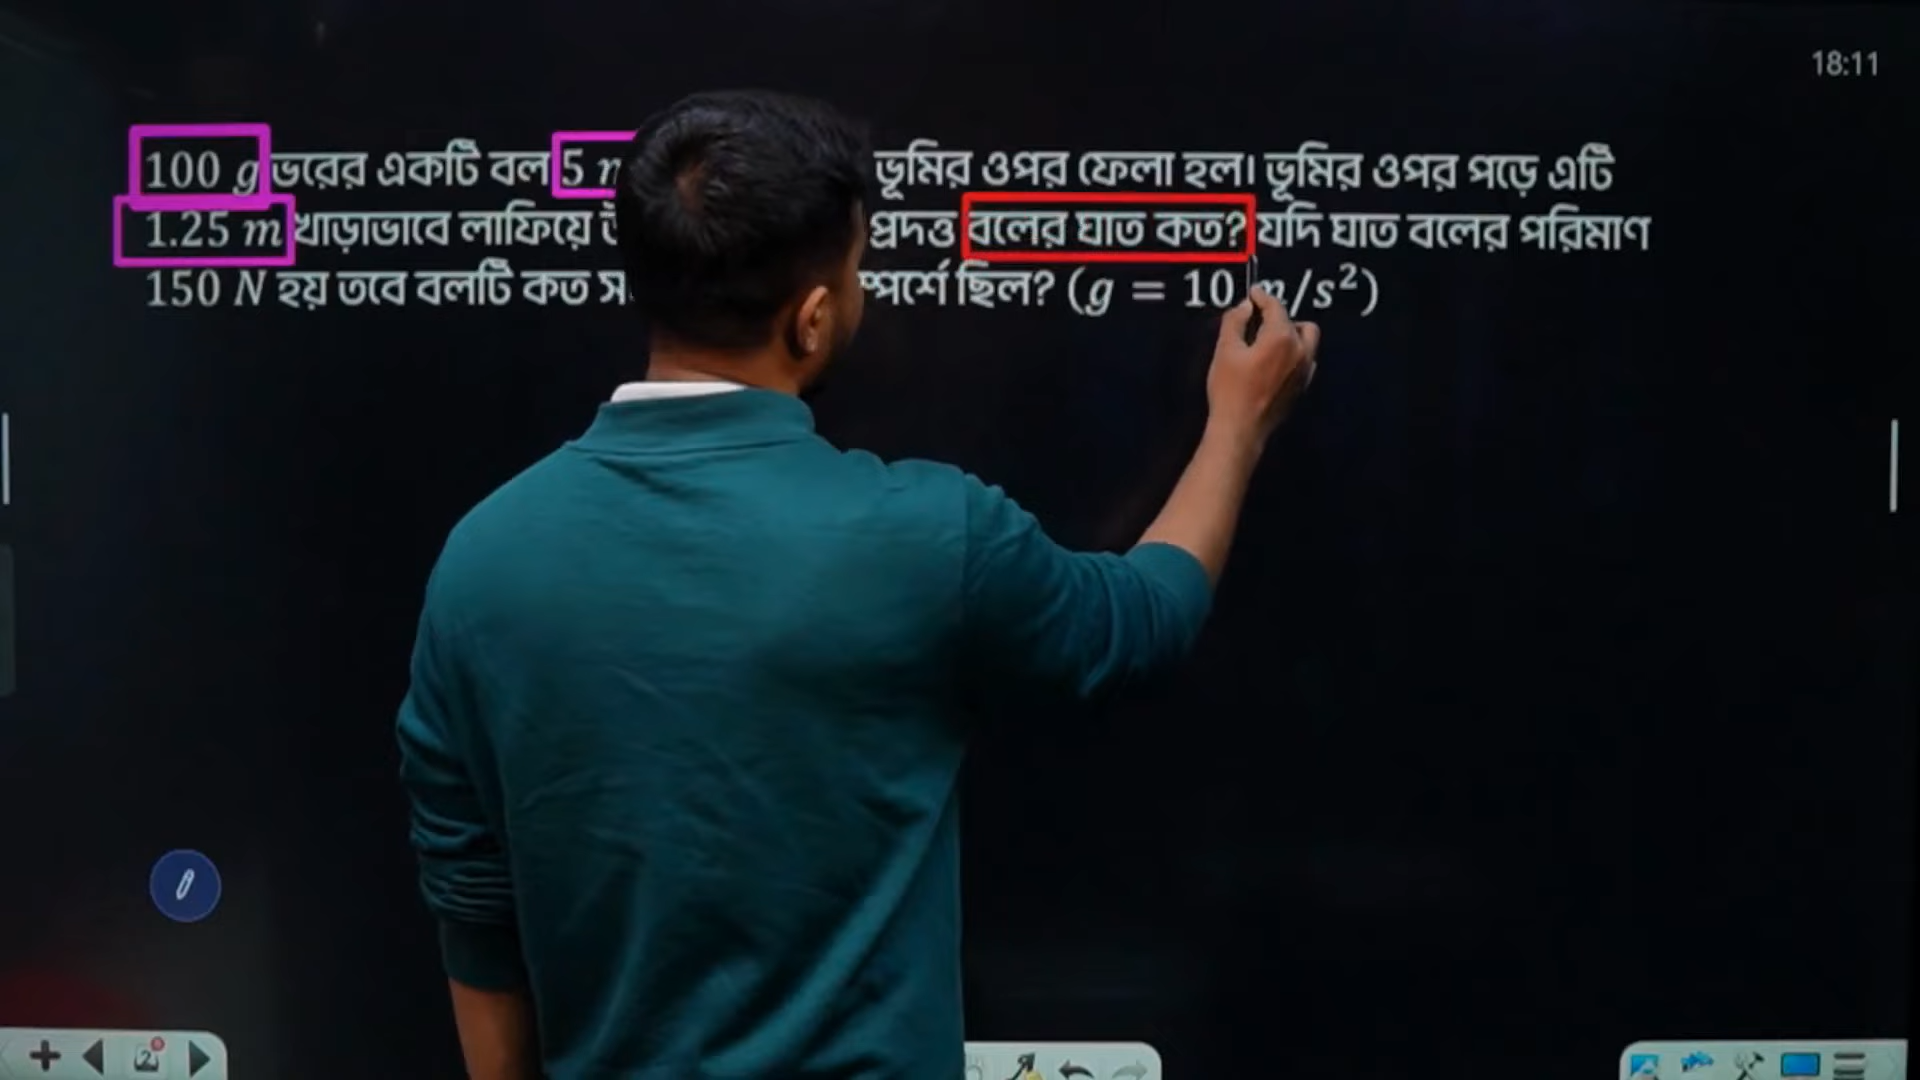 18:11
100 g ভরের একটি বল 5 ভূমির ওপর ফেলা হল। ভূমির ওপর পড়ে এটি
1.25 m খাড়াভাবে লাফিয়ে প্রদত্ত বলের ঘাত কত? যদি ঘাত বলের পরিমাণ
150 N হয় তবে বলটি কত ছিল? (g = 10 m/s²)
2